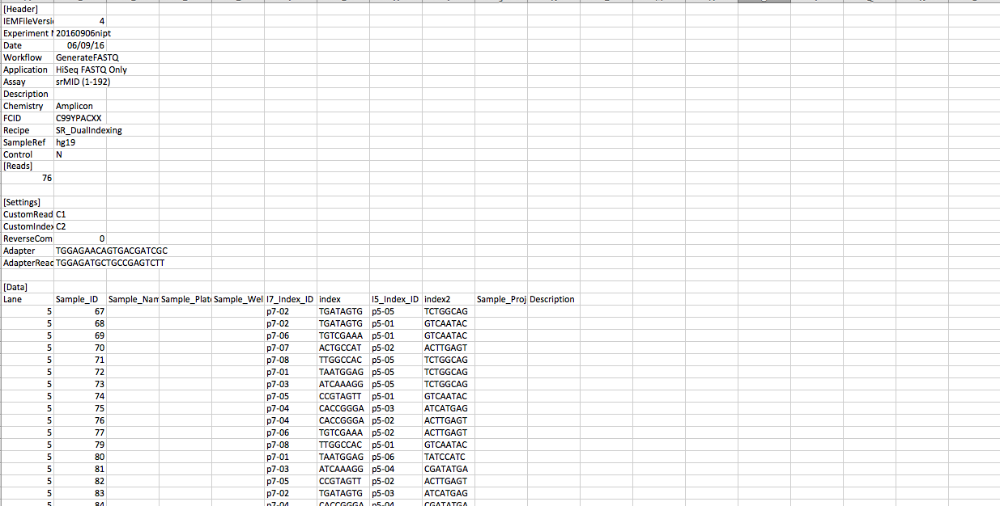 [Header]
IEMFileVersi 4
Experiment N 20160906nipt
Date 06/09/16
Workflow GenerateFASTQ
Application HiSeq FASTQ Only
Assay srMID (1-192)
Description
Chemistry Amplicon
FCID C99YPACXX
Recipe SR_DualIndexing
SampleRef hg19
Control N
[Reads]
76
[Settings]
CustomRead C1
CustomIndex C2
ReverseCom 0
Adapter TGGAGAACAGTGACGATCGC
AdapterRead TGGAGATGCTGCCGAGTCTT
[Data]
Lane Sample_ID Sample_Nam Sample_Plate Sample_Wel I7_Index_ID index I5_Index_ID index2 Sample_Proj Description
5 67 p7-02 TGATAGTG p5-05 TCTGGCAG
5 68 p7-02 TGATAGTG p5-01 GTCAATAC
5 69 p7-06 TGTCGAAA p5-01 GTCAATAC
5 70 p7-07 ACTGCCAT p5-02 ACTTGAGT
5 71 p7-08 TTGGCCAC p5-05 TCTGGCAG
5 72 p7-01 TAATGGAG p5-05 TCTGGCAG
5 73 p7-03 ATCAAAGG p5-05 TCTGGCAG
5 74 p7-05 CCGTAGTT p5-01 GTCAATAC
5 75 p7-04 CACCGGGA p5-03 ATCATGAG
5 76 p7-04 CACCGGGA p5-02 ACTTGAGT
5 77 p7-06 TGTCGAAA p5-02 ACTTGAGT
5 79 p7-08 TTGGCCAC p5-01 GTCAATAC
5 80 p7-01 TAATGGAG p5-06 TATCCATC
5 81 p7-03 ATCAAAGG p5-04 CGATATGA
5 82 p7-05 CCGTAGTT p5-02 ACTTGAGT
5 83 p7-02 TGATAGTG p5-03 ATCATGAG
5 84 p7-04 CACCGGGA p5-04 CGATATGA